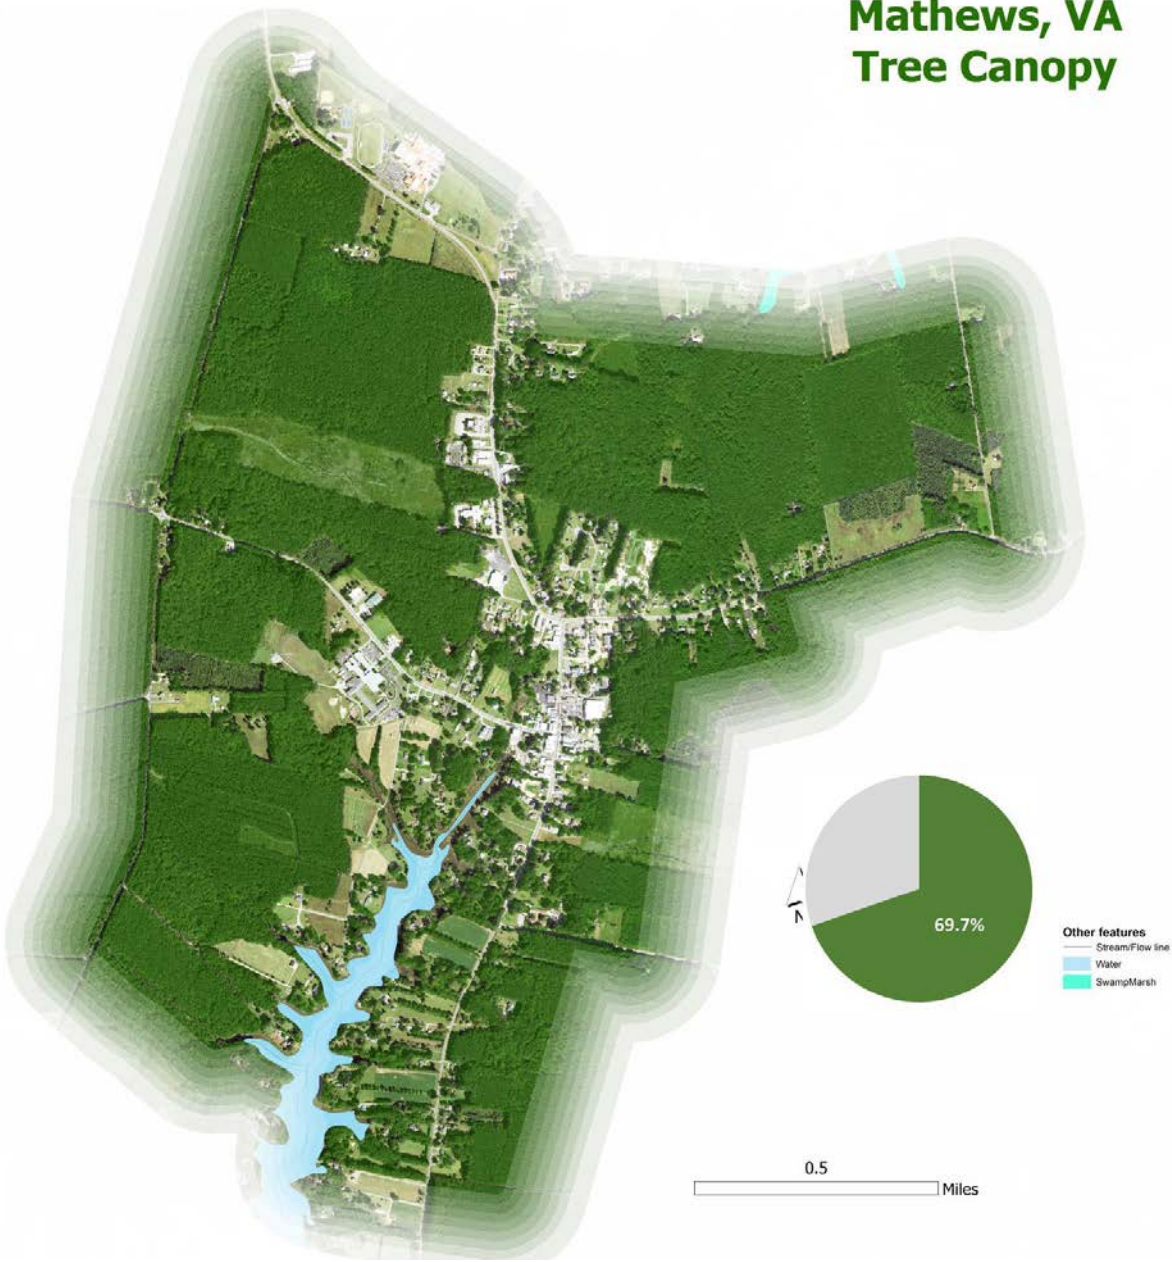 Mathews, VA
Tree Canopy
69.7%
N
Other features
Stream/Flow line
Water
SwampMarsh
0.5
Miles